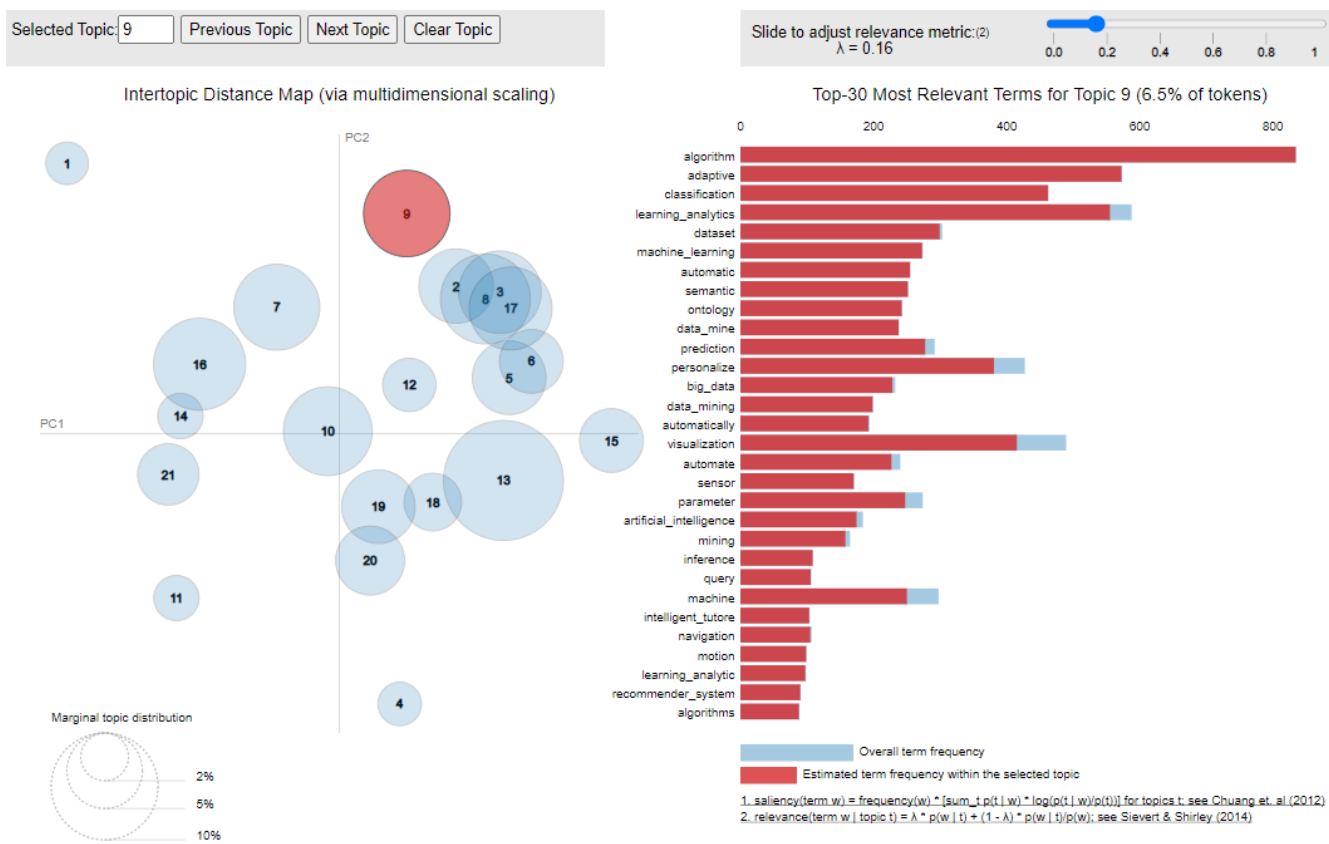 Selected Topic: 9 Previous Topic Next Topic Clear Topic
Slide to adjust relevance metric:(2)
λ = 0.16
0.0 0.2 0.4 0.6 0.8 1
Intertopic Distance Map (via multidimensional scaling)
PC2
PC1
1
9
2
8
3
17
7
16
6
5
12
14
10
15
21
13
19
18
20
11
4
Marginal topic distribution
2%
5%
10%
Top-30 Most Relevant Terms for Topic 9 (6.5% of tokens)
0 200 400 600 800
algorithm
adaptive
classification
learning_analytics
dataset
machine_learning
automatic
semantic
ontology
data_mine
prediction
personalize
big_data
data_mining
automatically
visualization
automate
sensor
parameter
artificial_intelligence
mining
inference
query
machine
intelligent_tutore
navigation
motion
learning_analytic
recommender_system
algorithms
Overall term frequency
Estimated term frequency within the selected topic
1. saliency(term w) = frequency(w) * [sum_t p(t | w) * log(p(t | w)/p(t))] for topics t; see Chuang et. al (2012)
2. relevance(term w | topic t) = λ * p(w | t) + (1 - λ) * p(w | t)/p(w); see Sievert & Shirley (2014)